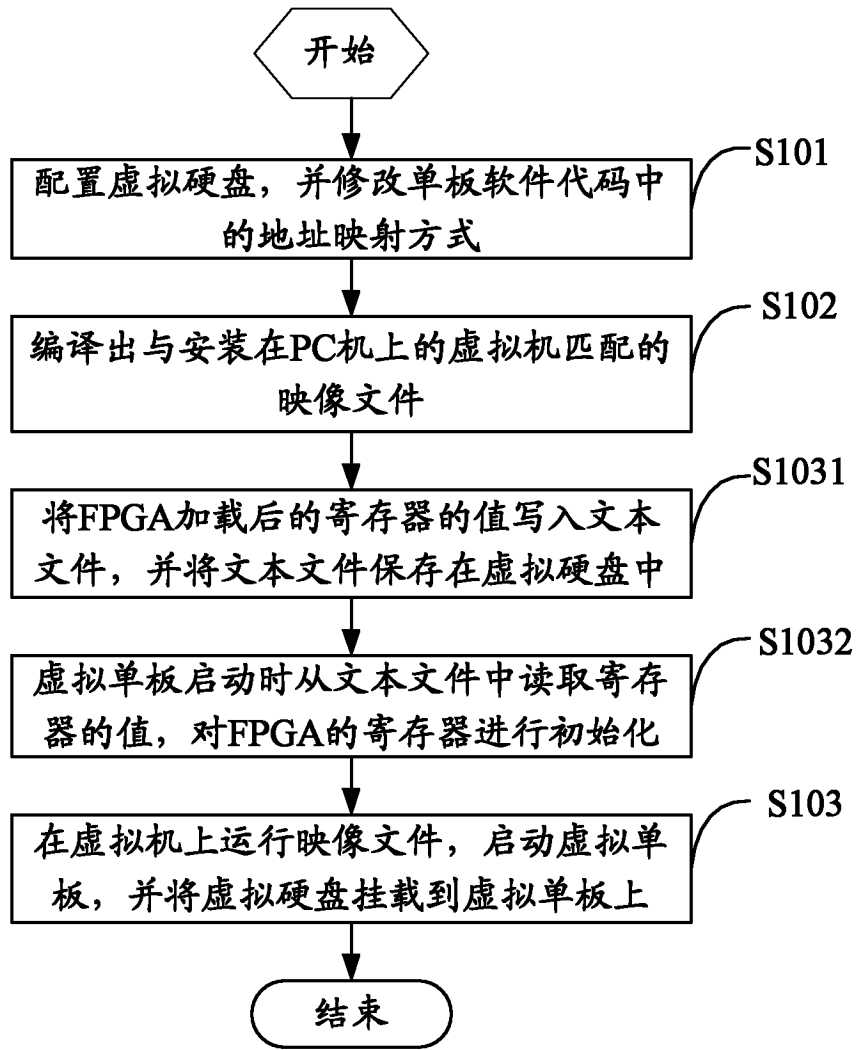 开始
S101
配置虚拟硬盘，并修改单板软件代码中
的地址映射方式
S102
编译出与安装在PC机上的虚拟机匹配的
映像文件
S1031
将FPGA加载后的寄存器的值写入文本
文件，并将文本文件保存在虚拟硬盘中
S1032
虚拟单板启动时从文本文件中读取寄存
器的值，对FPGA的寄存器进行初始化
S103
在虚拟机上运行映像文件，启动虚拟单
板，并将虚拟硬盘挂载到虚拟单板上
结束